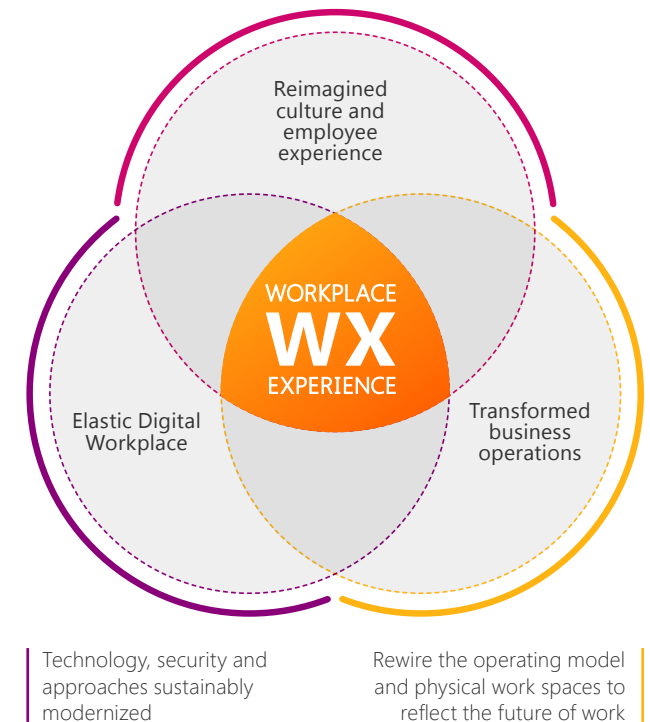 Reimagined
culture and
employee
experience
WORKPLACE
WX
EXPERIENCE
Elastic Digital
Workplace
Transformed
business
operations
Technology, security and
approaches sustainably
modernized
Rewire the operating model
and physical work spaces to
reflect the future of work